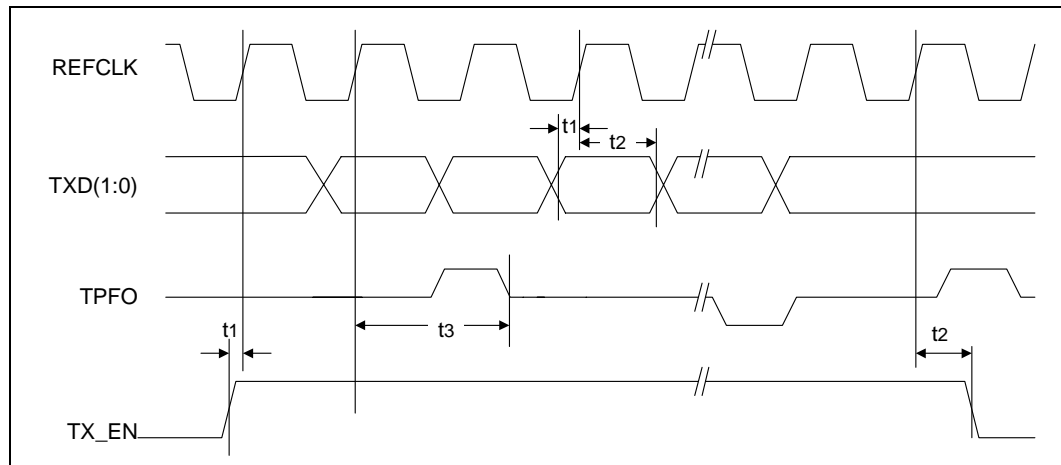 REFCLK
t1
t2
TXD(1:0)
TPFO
t1
t3
t2
TX_EN